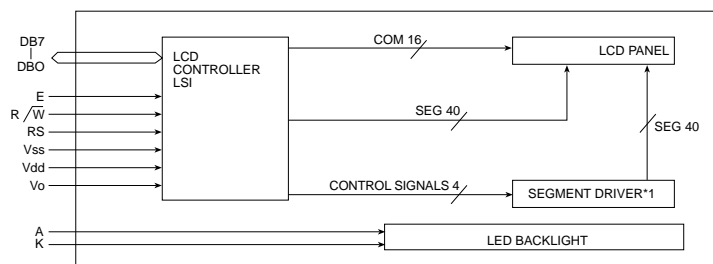 DB7
DBO
LCD
CONTROLLER
LSI
COM 16
LCD PANEL
E
R / W
RS
Vss
Vdd
Vo
SEG 40
SEG 40
CONTROL SIGNALS 4
SEGMENT DRIVER*1
A
K
LED BACKLIGHT